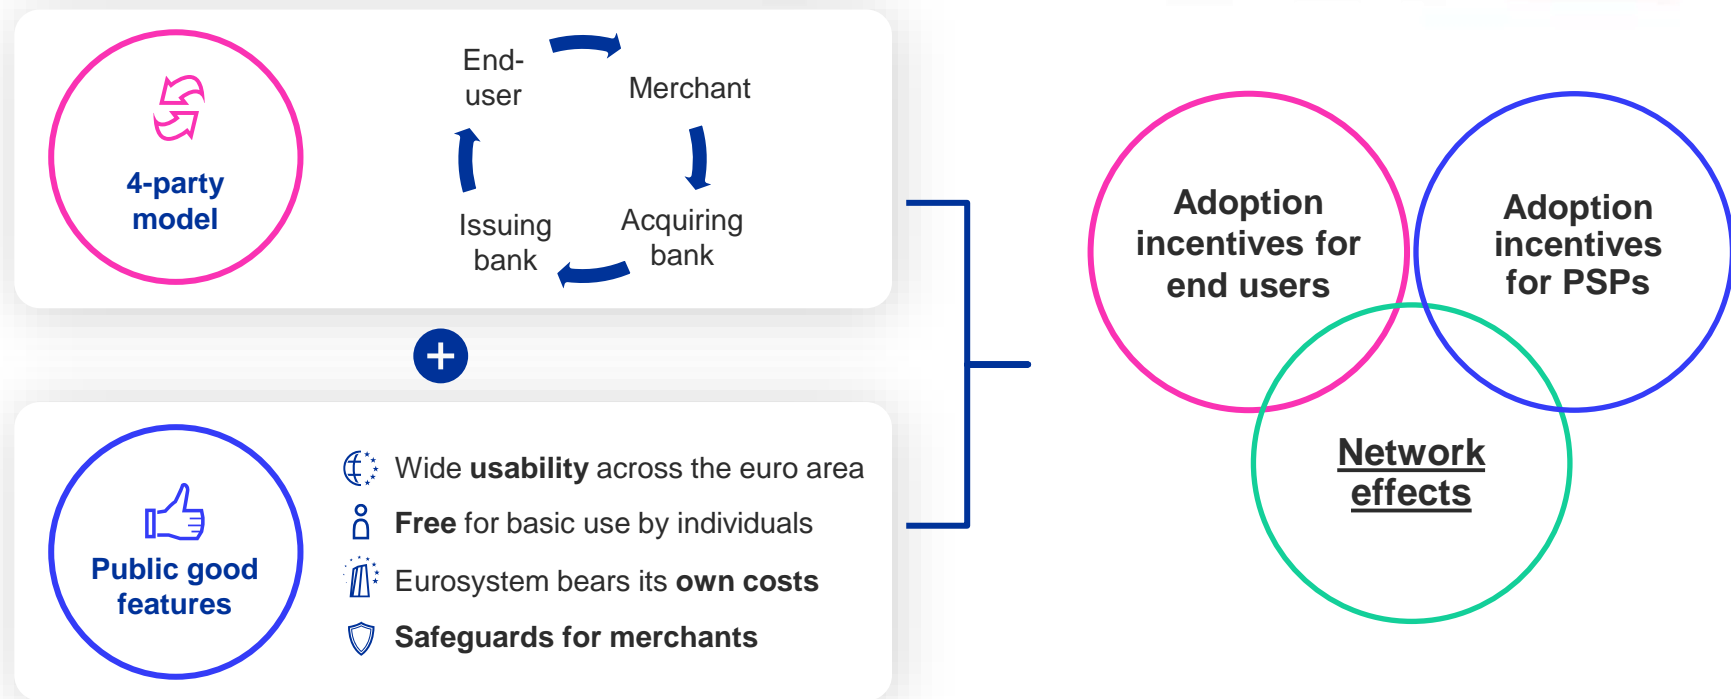 4-party
model
End-
user
Merchant
Acquiring
bank
Issuing
bank
Public good
features
Wide usability across the euro area
Free for basic use by individuals
Eurosystem bears its own costs
Safeguards for merchants
Adoption
incentives for
end users
Adoption
incentives
for PSPs
Network
effects